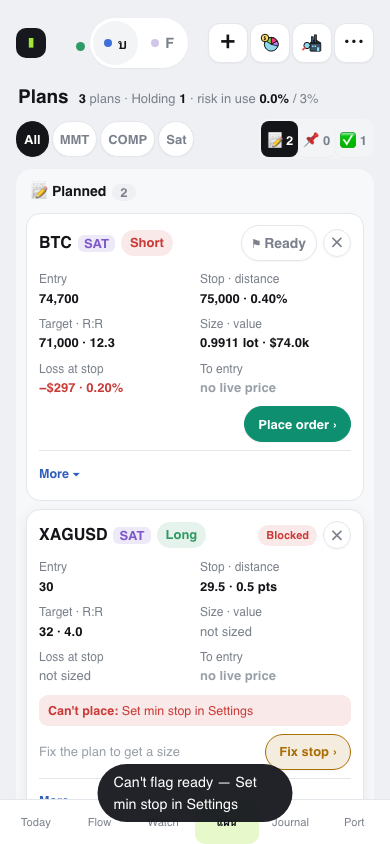 บ F + ⋯
Plans 3 plans · Holding 1 · risk in use 0.0% / 3%
All MMT COMP Sat 📝 2 📌 0 ✅ 1
📝 Planned 2
BTC SAT Short ⚑ Ready ✕
Entry Stop · distance
74,700 75,000 · 0.40%
Target · R:R Size · value
71,000 · 12.3 0.9911 lot · $74.0k
Loss at stop To entry
−$297 · 0.20% no live price
Place order ›
More
XAGUSD SAT Long Blocked ✕
Entry Stop · distance
30 29.5 · 0.5 pts
Target · R:R Size · value
32 · 4.0 not sized
Loss at stop To entry
not sized no live price
Can't place: Set min stop in Settings
Fix the plan to get a size Fix stop ›
Can't flag ready — Set
min stop in Settings
Today Flow Watch Journal Port